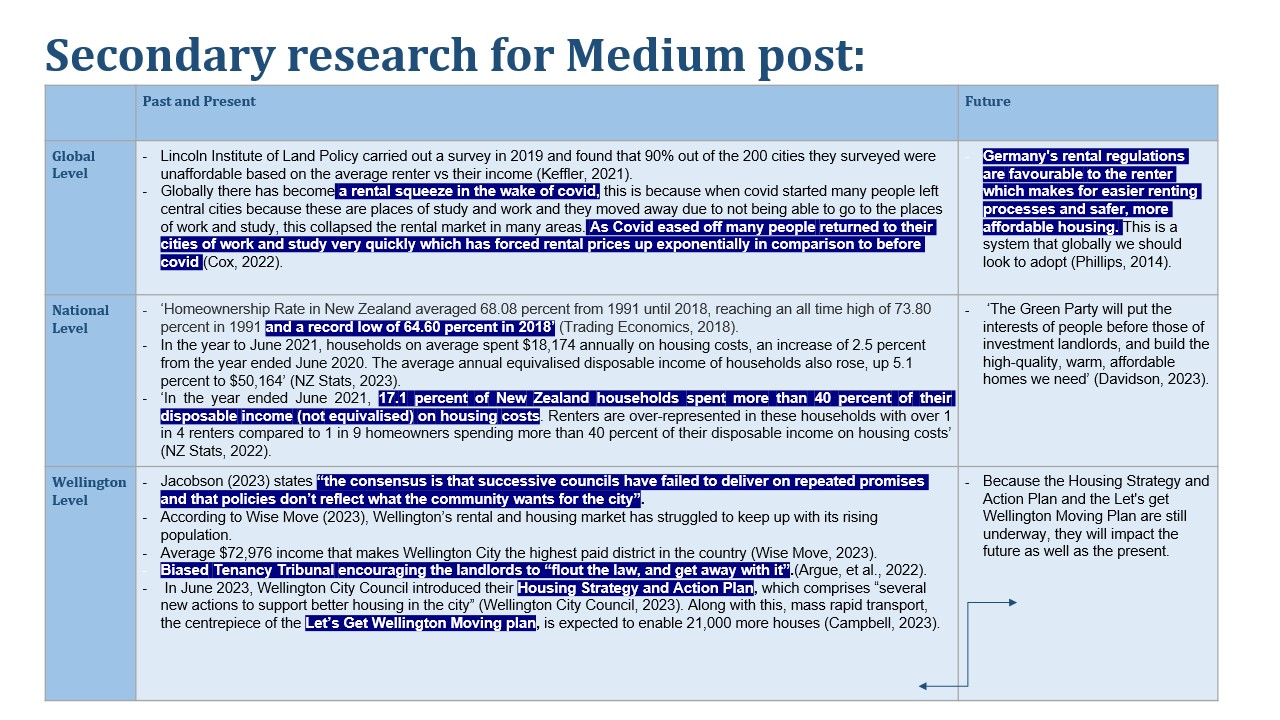 Secondary research for Medium post:
Past and Present
Future
Global
Level
- Lincoln Institute of Land Policy carried out a survey in 2019 and found that 90% out of the 200 cities they surveyed were
unaffordable based on the average renter vs their income (Keffler, 2021).
- Globally there has become a rental squeeze in the wake of covid, this is because when covid started many people left
central cities because these are places of study and work and they moved away due to not being able to go to the places
of work and study, this collapsed the rental market in many areas. As Covid eased off many people returned to their
cities of work and study very quickly which has forced rental prices up exponentially in comparison to before
covid (Cox, 2022).
- Germany's rental regulations
are favourable to the renter
which makes for easier renting
processes and safer, more
affordable housing. This is a
system that globally we should
look to adopt (Phillips, 2014).
National
Level
- ‘Homeownership Rate in New Zealand averaged 68.08 percent from 1991 until 2018, reaching an all time high of 73.80
percent in 1991 and a record low of 64.60 percent in 2018’ (Trading Economics, 2018).
- In the year to June 2021, households on average spent $18,174 annually on housing costs, an increase of 2.5 percent
from the year ended June 2020. The average annual equivalised disposable income of households also rose, up 5.1
percent to $50,164’ (NZ Stats, 2023).
- ‘In the year ended June 2021, 17.1 percent of New Zealand households spent more than 40 percent of their
disposable income (not equivalised) on housing costs. Renters are over-represented in these households with over 1
in 4 renters compared to 1 in 9 homeowners spending more than 40 percent of their disposable income on housing costs’
(NZ Stats, 2022).
- ‘The Green Party will put the
interests of people before those of
investment landlords, and build the
high-quality, warm, affordable
homes we need’ (Davidson, 2023).
Wellington
Level
- Jacobson (2023) states “the consensus is that successive councils have failed to deliver on repeated promises
and that policies don’t reflect what the community wants for the city”.
- According to Wise Move (2023), Wellington’s rental and housing market has struggled to keep up with its rising
population.
- Average $72,976 income that makes Wellington City the highest paid district in the country (Wise Move, 2023).
- Biased Tenancy Tribunal encouraging the landlords to “flout the law, and get away with it”.(Argue, et al., 2022).
- In June 2023, Wellington City Council introduced their Housing Strategy and Action Plan, which comprises “several
new actions to support better housing in the city” (Wellington City Council, 2023). Along with this, mass rapid transport,
the centrepiece of the Let’s Get Wellington Moving plan, is expected to enable 21,000 more houses (Campbell, 2023).
- Because the Housing Strategy and
Action Plan and the Let's get
Wellington Moving Plan are still
underway, they will impact the
future as well as the present.